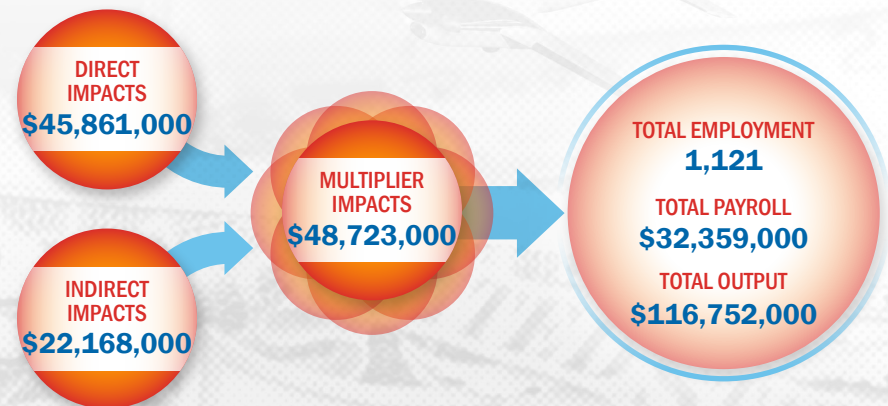 DIRECT
IMPACTS
$45,861,000
INDIRECT
IMPACTS
$22,168,000
MULTIPLIER
IMPACTS
$48,723,000
TOTAL EMPLOYMENT
1,121
TOTAL PAYROLL
$32,359,000
TOTAL OUTPUT
$116,752,000